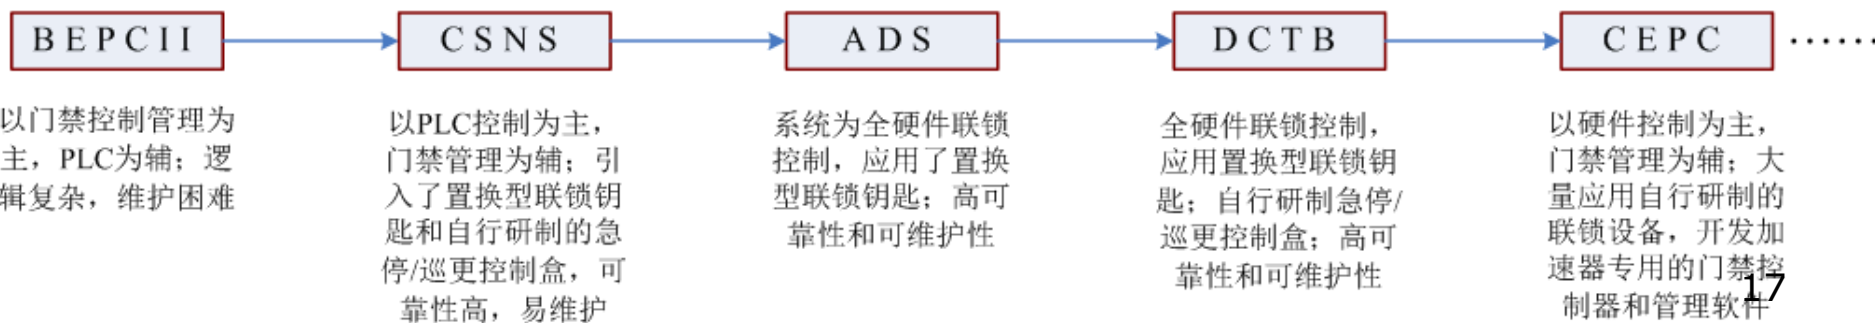 BEPCII
以门禁控制管理为
主，PLC为辅；逻
辑复杂，维护困难
CSNS
以PLC控制为主，
门禁管理为辅；引
入了置换型联锁钥
匙和自行研制的急
停/巡更控制盒，可
靠性高，易维护
ADS
系统为全硬件联锁
控制，应用了置换
型联锁钥匙；高可
靠性和可维护性
DCTB
全硬件联锁控制，
应用置换型联锁钥
匙；自行研制急停/
巡更控制盒；高可
靠性和可维护性
CEPC
以硬件控制为主，
门禁管理为辅；大
量应用自行研制的
联锁设备，开发加
速器专用的门禁控
制器和管理软件
······
17